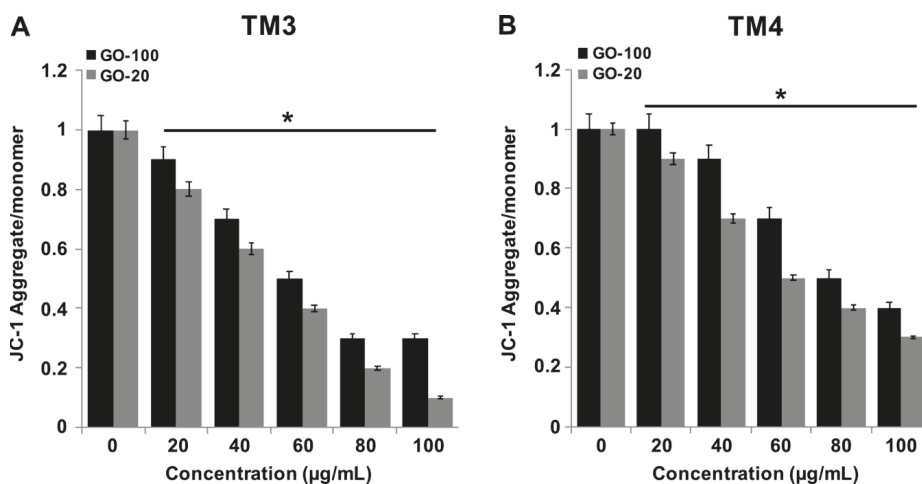 A
TM3
GO-100
GO-20
1.2
1
0.8
0.6
0.4
0.2
0
JC-1 Aggregate/monomer
*
0 20 40 60 80 100
Concentration (µg/mL)
B
TM4
GO-100
GO-20
1.2
1
0.8
0.6
0.4
0.2
0
JC-1 Aggregate/monomer
*
0 20 40 60 80 100
Concentration (µg/mL)